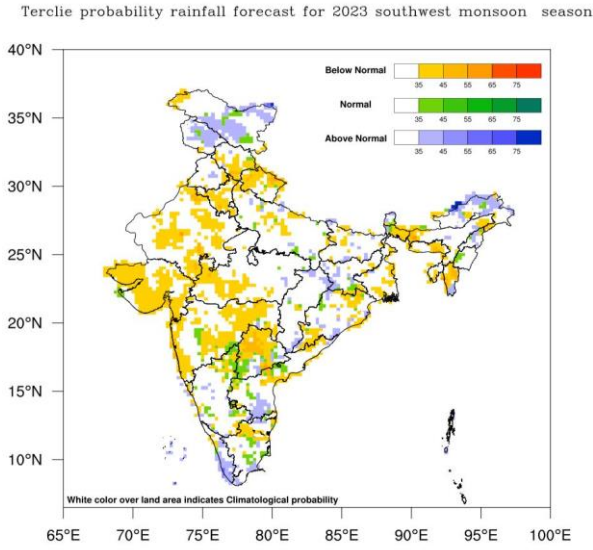 Terclie probability rainfall forecast for 2023 southwest monsoon season
40°N
35°N
30°N
25°N
20°N
15°N
10°N
Below Normal
35 45 55 65 75
Normal
35 45 55 65 75
Above Normal
35 45 55 65 75
White color over land area indicates Climatological probability
65°E 70°E 75°E 80°E 85°E 90°E 95°E 100°E